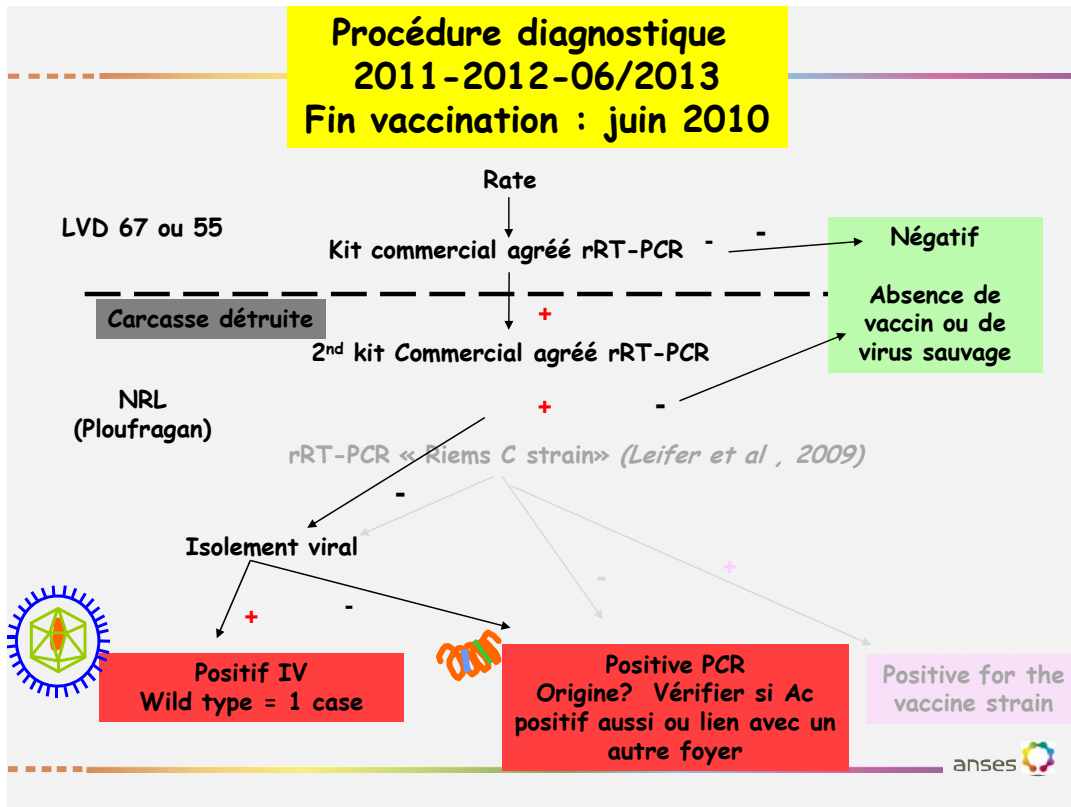 Procédure diagnostique
2011-2012-06/2013
Fin vaccination : juin 2010
Rate
LVD 67 ou 55
Kit commercial agréé rRT-PCR
-
-
Négatif
Absence de
vaccin ou de
virus sauvage
Carcasse détruite
+
2nd kit Commercial agréé rRT-PCR
NRL
(Ploufragan)
+
-
rRT-PCR « Riems C strain» (Leifer et al , 2009)
-
Isolement viral
-
+
+
-
Positif IV
Wild type = 1 case
Positive PCR
Origine? Vérifier si Ac
positif aussi ou lien avec un
autre foyer
Positive for the
vaccine strain
anses